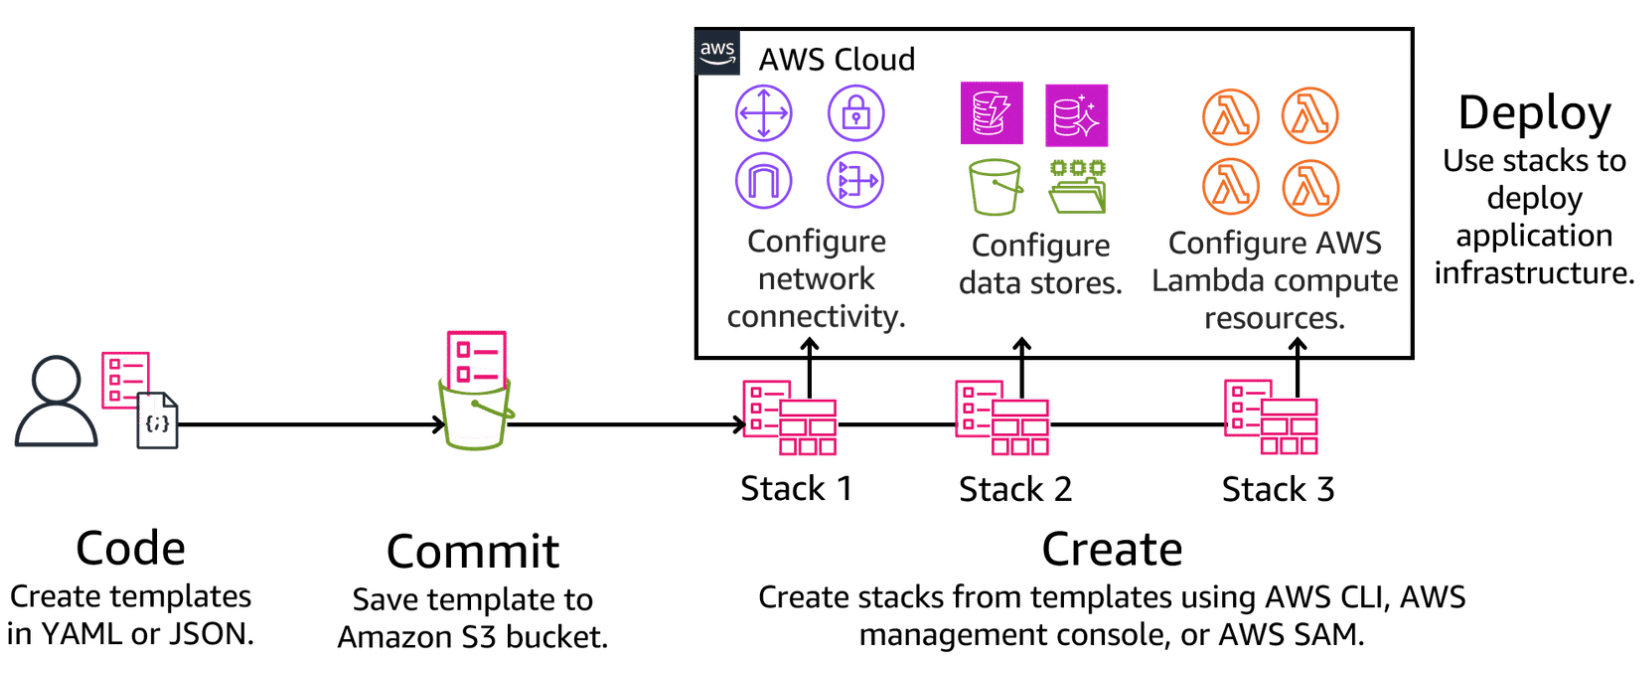 aws
AWS Cloud
Configure
network
connectivity.
Configure
data stores.
Configure AWS
Lambda compute
resources.
Deploy
Use stacks to
deploy
application
infrastructure.
{;}
Stack 1
Stack 2
Stack 3
Code
Create templates
in YAML or JSON.
Commit
Save template to
Amazon S3 bucket.
Create
Create stacks from templates using AWS CLI, AWS
management console, or AWS SAM.